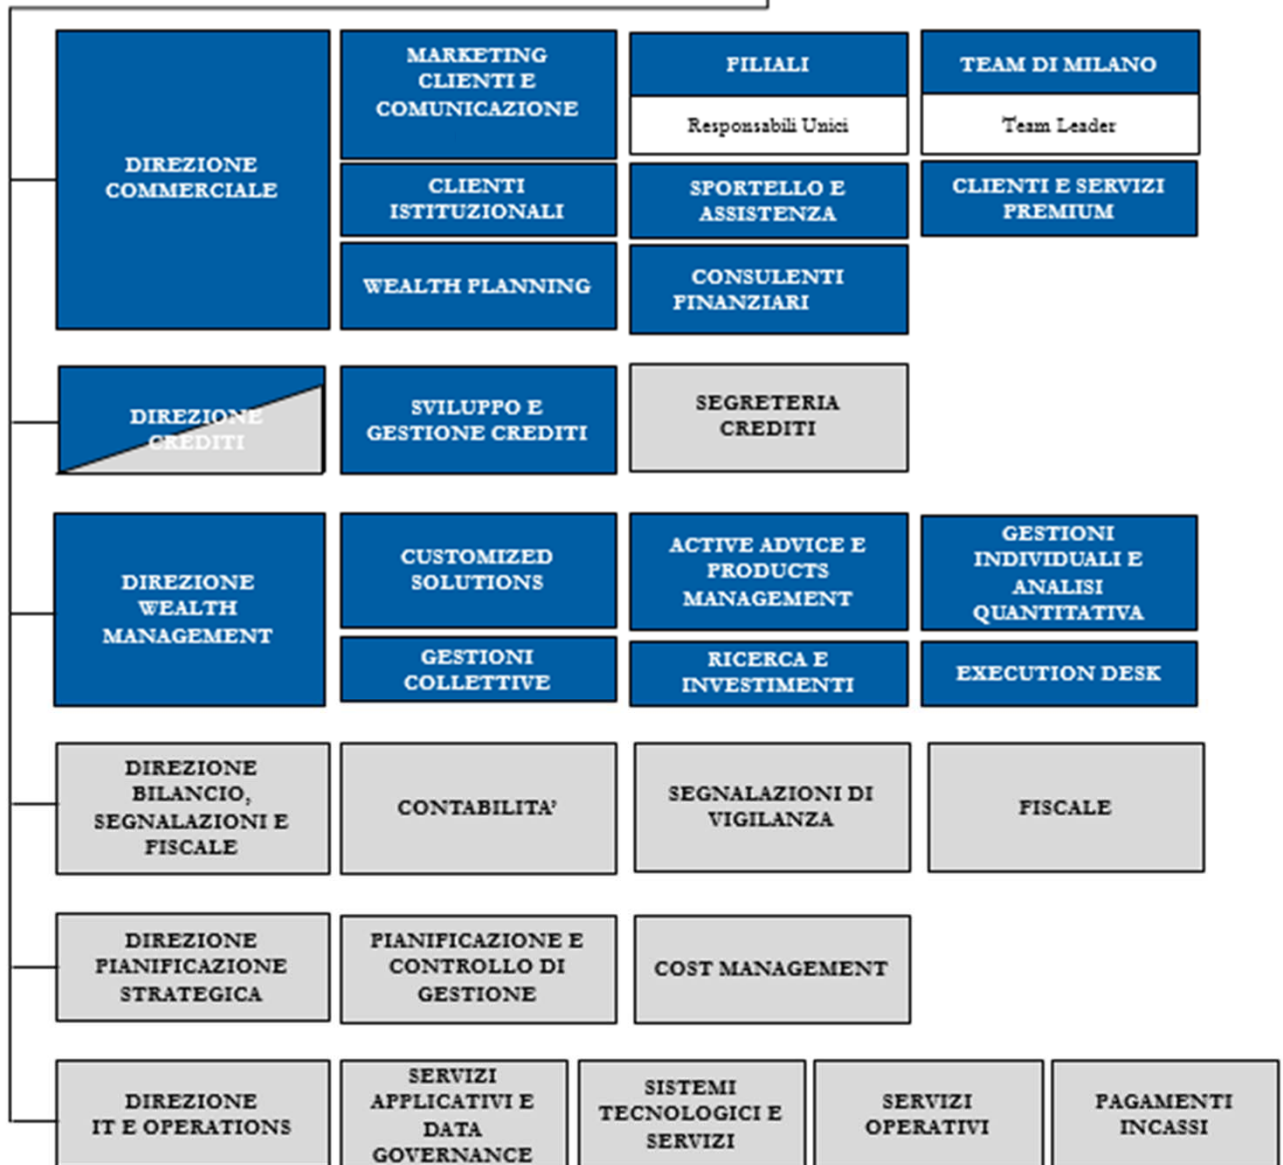 DIREZIONE
COMMERCIALE
MARKETING
CLIENTI E
COMUNICAZIONE
FILIALI
Responsabili Unici
TEAM DI MILANO
Team Leader
CLIENTI
ISTITUZIONALI
SPORTELLO E
ASSISTENZA
CLIENTI E SERVIZI
PREMIUM
WEALTH PLANNING
CONSULENTI
FINANZIARI
DIREZIONE
CREDITI
SVILUPPO E
GESTIONE CREDITI
SEGRETERIA
CREDITI
DIREZIONE
WEALTH
MANAGEMENT
CUSTOMIZED
SOLUTIONS
ACTIVE ADVICE E
PRODUCTS
MANAGEMENT
GESTIONI
INDIVIDUALI E
ANALISI
QUANTITATIVA
GESTIONI
COLLETTIVE
RICERCA E
INVESTIMENTI
EXECUTION DESK
DIREZIONE
BILANCIO,
SEGNALAZIONI E
FISCALE
CONTABILITA’
SEGNALAZIONI DI
VIGILANZA
FISCALE
DIREZIONE
PIANIFICAZIONE
STRATEGICA
PIANIFICAZIONE E
CONTROLLO DI
GESTIONE
COST MANAGEMENT
DIREZIONE
IT E OPERATIONS
SERVIZI
APPLICATIVI E
DATA
GOVERNANCE
SISTEMI
TECNOLOGICI E
SERVIZI
SERVIZI
OPERATIVI
PAGAMENTI
INCASSI